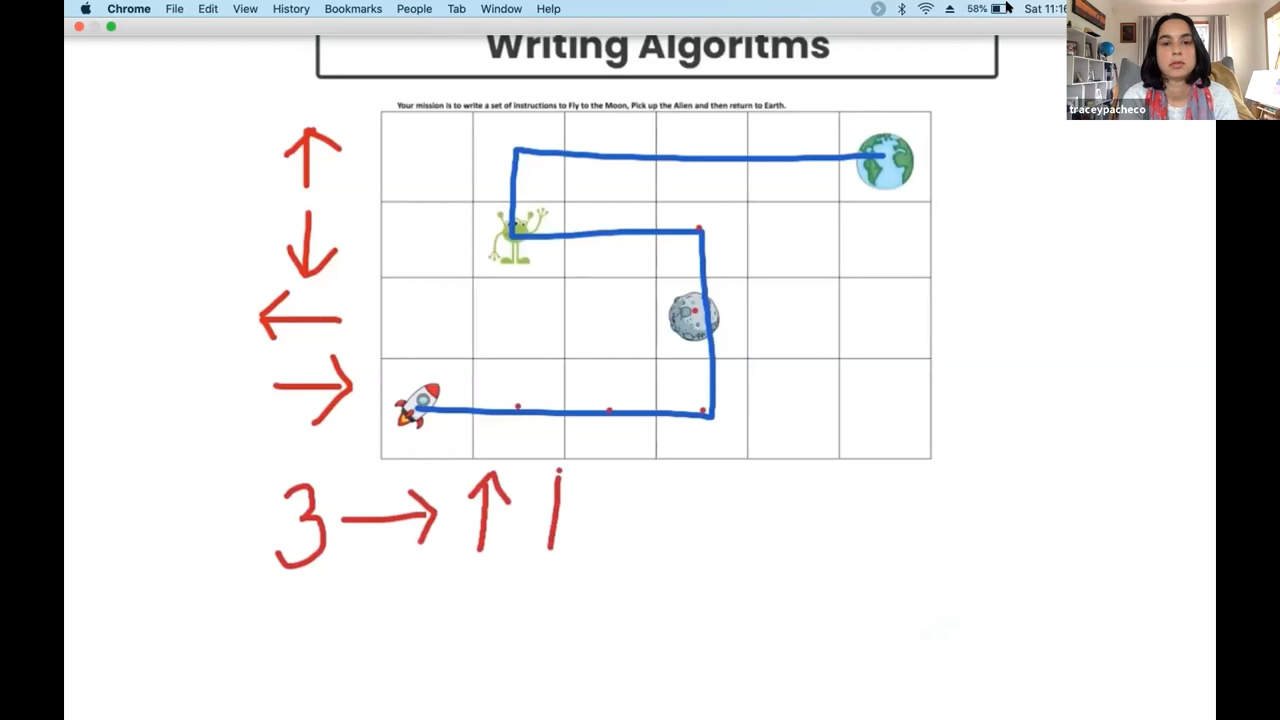 Chrome File Edit View History Bookmarks People Tab Window Help 58% Sat 11:16
traceypacheco
Writing Algoritms
Your mission is to write a set of instructions to Fly to the Moon, Pick up the Alien and then return to Earth.
3 → ↑ i